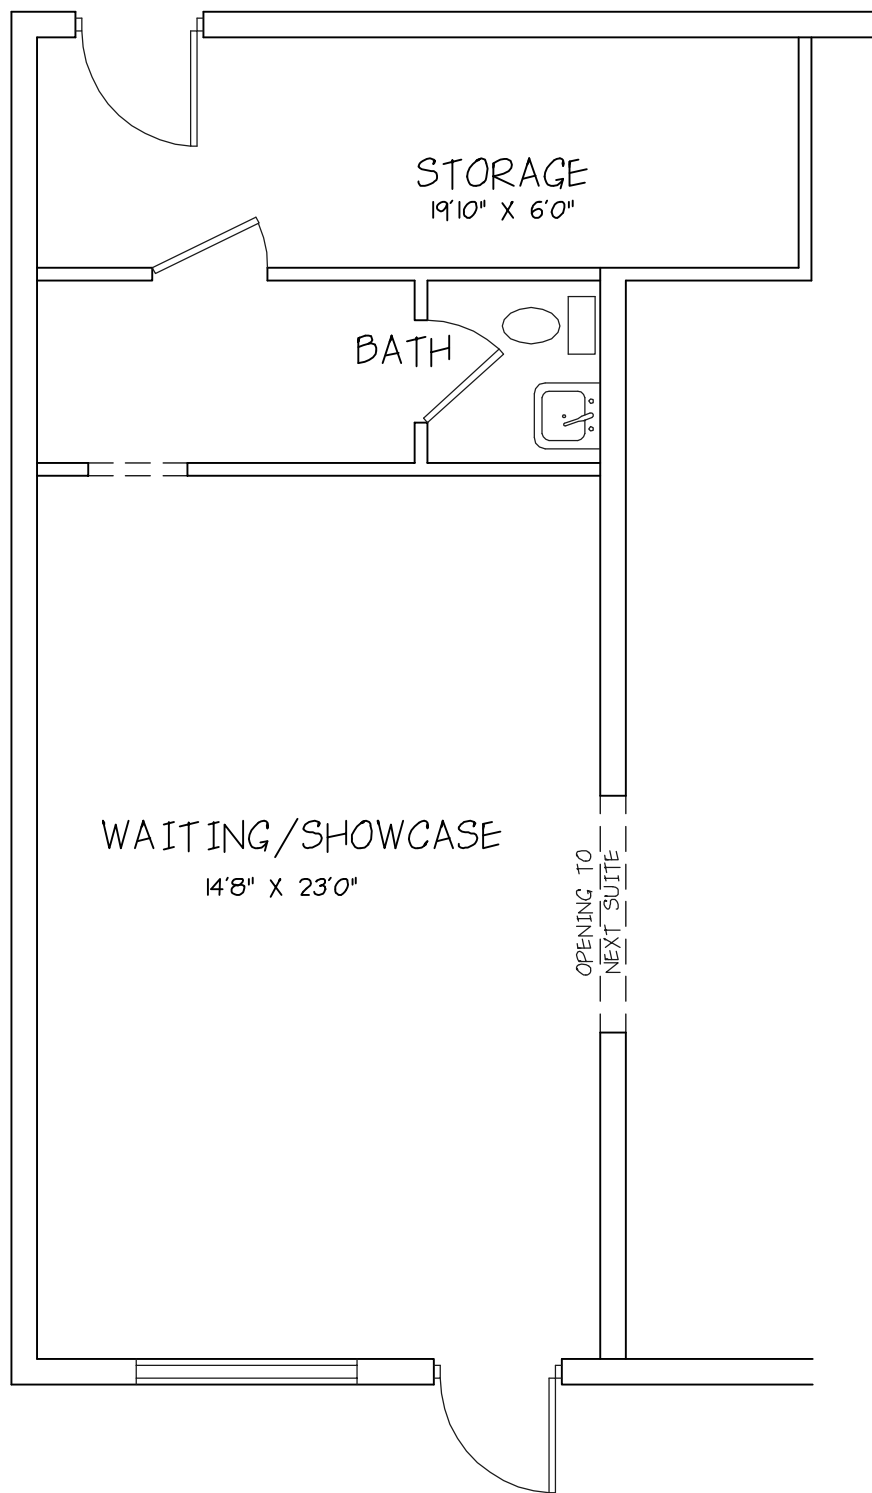 STORAGE
19'10" X 6'0"
BATH
WAITING/SHOWCASE
14'8" X 23'0"
OPENING TO
NEXT SUITE